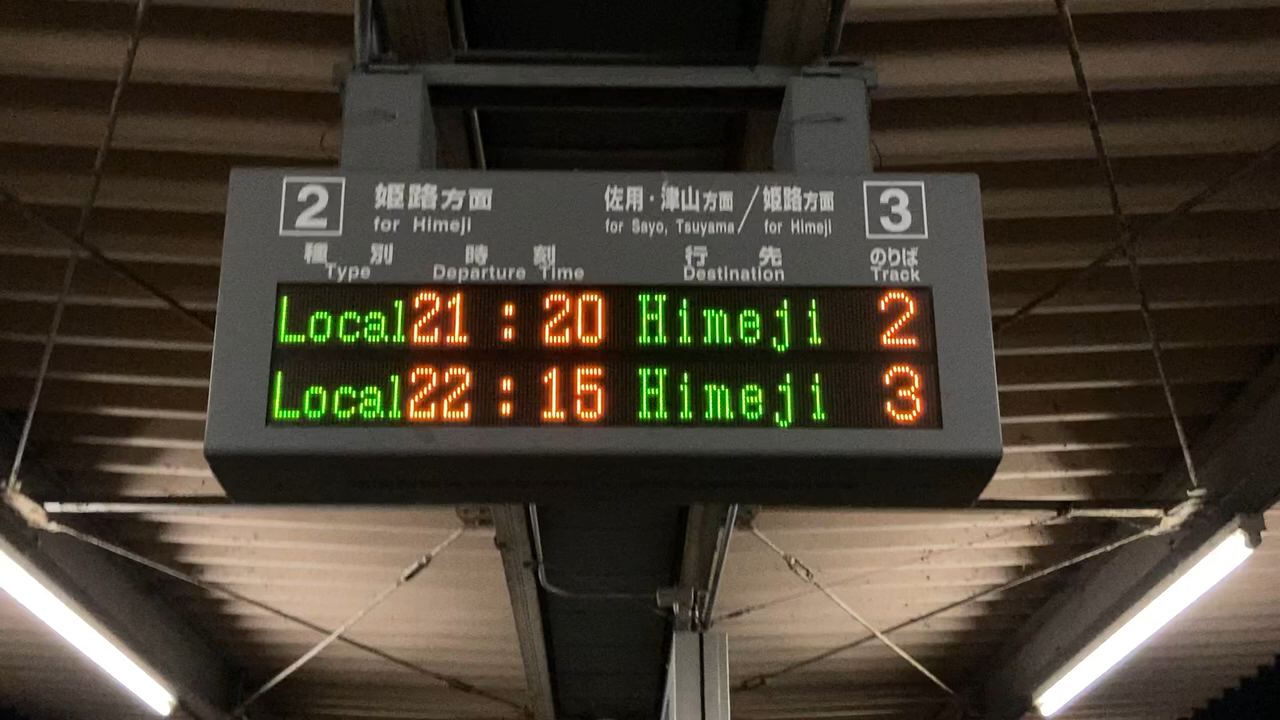 2 姫路方面 佐用・津山方面/姫路方面 3
for Himeji for Sayo, Tsuyama/ for Himeji
種別 時刻 行先 のりば
Type Departure Time Destination Track
Local 21:20 Himeji 2
Local 22:15 Himeji 3